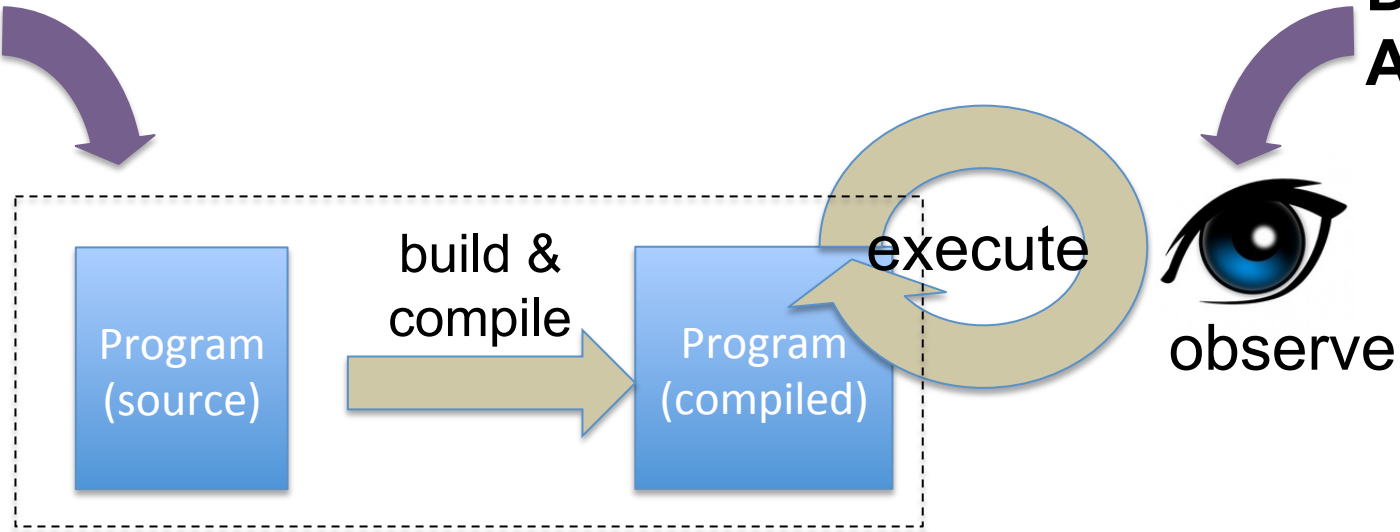 build &
compile
execute
Program
(source)
Program
(compiled)
observe